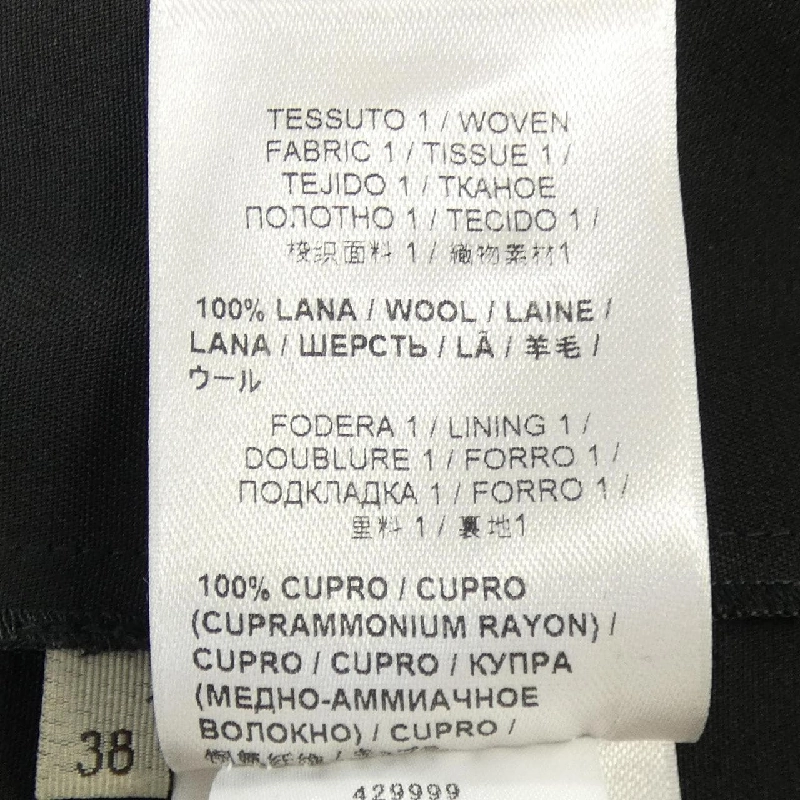 TESSUTO 1 / WOVEN
FABRIC 1 / TISSUE 1 /
TEJIDO 1 / ТКАНОЕ
ПОЛОТНО 1 / TECIDO 1 /
梭织面料 1 / 織物素材1
100% LANA / WOOL / LAINE /
LANA / ШЕРСТЬ / LÃ / 羊毛 /
ウール
FODERA 1 / LINING 1 /
DOUBLURE 1 / FORRO 1 /
ПОДКЛАДКА 1 / FORRO 1 /
里料 1 / 裏地1
100% CUPRO / CUPRO
(CUPRAMMONIUM RAYON) /
CUPRO / CUPRO / КУПРА
(МЕДНО-АММИАЧНОЕ
ВОЛОКНО) / CUPRO /
38
429999